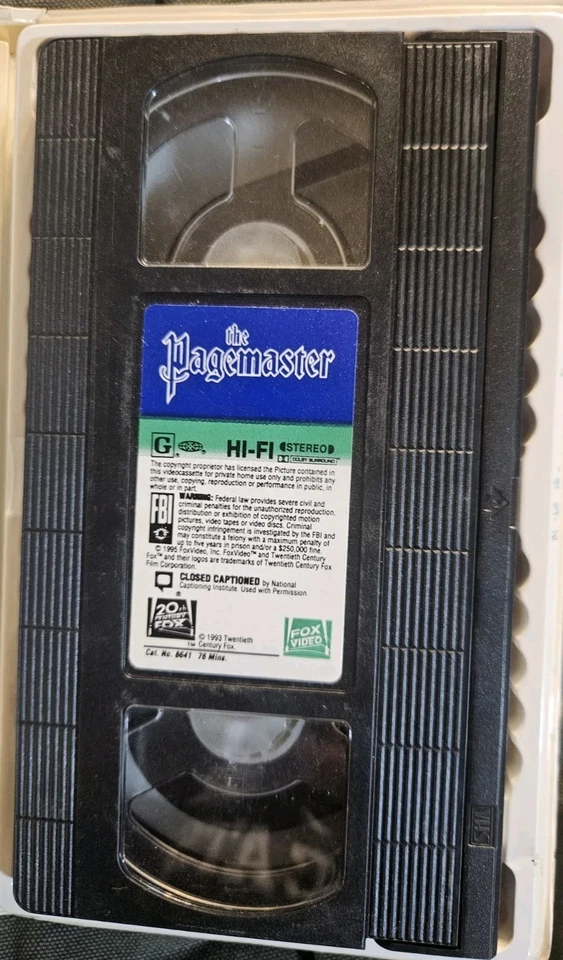 the
Pagemaster
G HI-FI STEREO
DOLBY SURROUND
The copyright proprietor has licensed the Picture contained in
this videocassette for private home use only and prohibits any
other use, copying, reproduction or performance in public, in
whole or in part.
FBI
WARNING: Federal law provides severe civil and
criminal penalties for the unauthorized reproduction,
distribution or exhibition of copyrighted motion
pictures, video tapes or video discs. Criminal
copyright infringement is investigated by the FBI and
may constitute a felony with a maximum penalty of
up to five years in prison and/or a $250,000 fine.
© 1995 FoxVideo, Inc. FoxVideo™ and Twentieth Century
Fox™ and their logos are trademarks of Twentieth Century Fox
Film Corporation.
CLOSED CAPTIONED by National
Captioning Institute. Used with Permission.
®
20th
CENTURY
FOX
™
© 1993 Twentieth
Century Fox.
FOX
VIDEO
Cat. No. 8641 76 Mins.
VHS